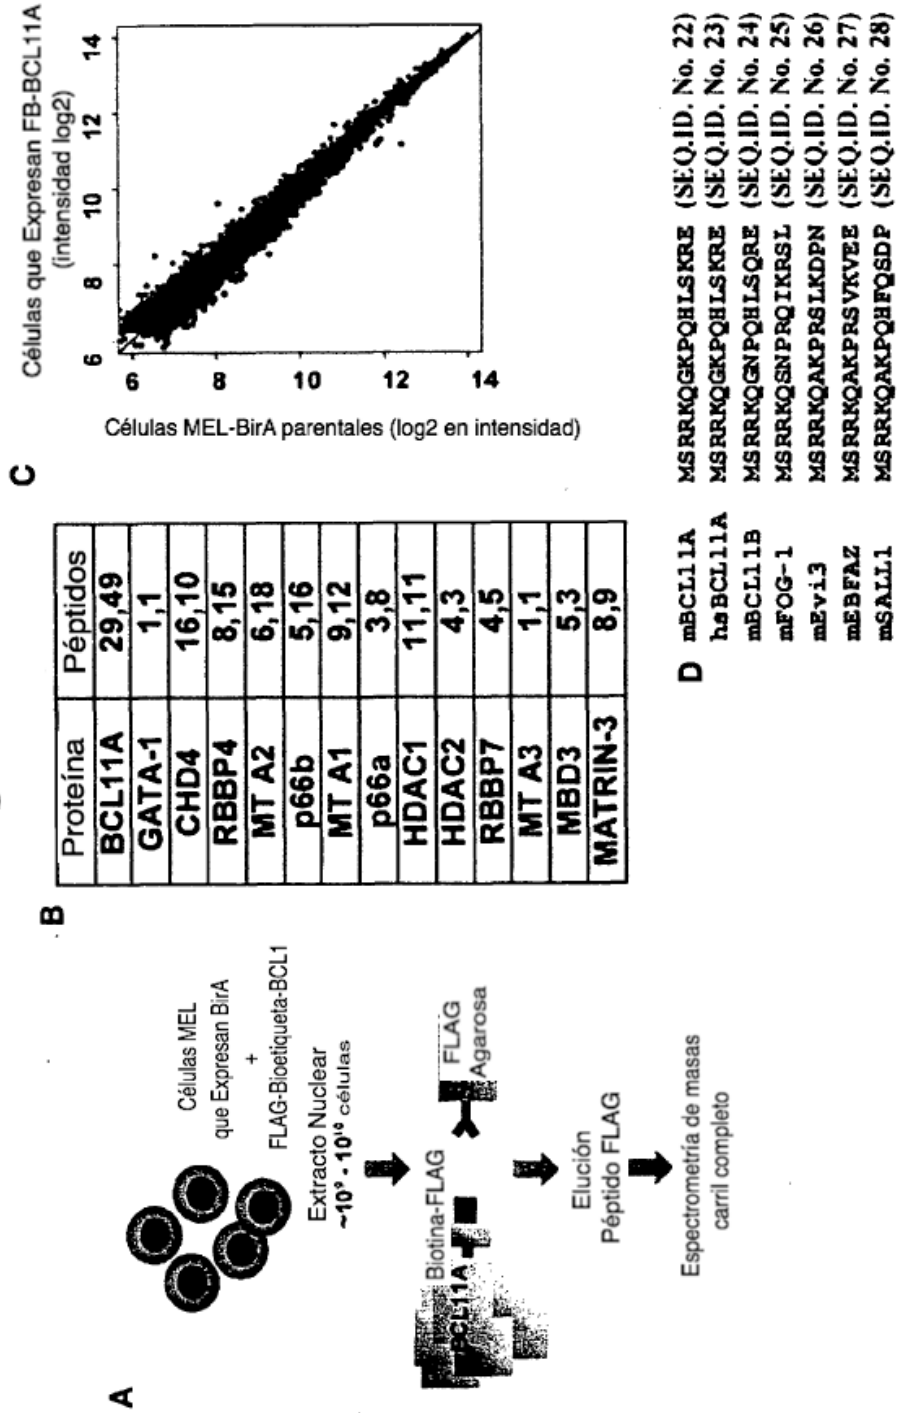 A
Células MEL
que Expresan BirA
+
FLAG-Bioetiqueta-BCL1
Extracto Nuclear
~10⁹ - 10¹⁰ células
Biotina-FLAG
BCL11A
FLAG
Agarosa
Elución
Péptido FLAG
Espectrometría de masas
carril completo
B
Proteína Péptidos
BCL11A 29,49
GATA-1 1,1
CHD4 16,10
RBBP4 8,15
MT A2 6,18
p66b 5,16
MT A1 9,12
p66a 3,8
HDAC1 11,11
HDAC2 4,3
RBBP7 4,5
MT A3 1,1
MBD3 5,3
MATRIN-3 8,9
C
Células que Expresan FB-BCL11A
(intensidad log2)
14
12
10
8
6
6 8 10 12 14
Células MEL-BirA parentales (log2 en intensidad)
D
mBCL11A MSRRKQGKPQHLSKRE (SEQ.ID. No. 22)
hsBCL11A MSRRKQGKPQHLSKRE (SEQ.ID. No. 23)
mBCL11B MSRRKQGNPQHLSQRE (SEQ.ID. No. 24)
mFOG-1 MSRRKQSNPRQIKRSL (SEQ.ID. No. 25)
mEvi3 MSRRKQAKPRSLKDPN (SEQ.ID. No. 26)
mEBFAZ MSRRKQAKPRSVKVEE (SEQ.ID. No. 27)
mSALL1 MSRRKQAKPQHFQSDP (SEQ.ID. No. 28)